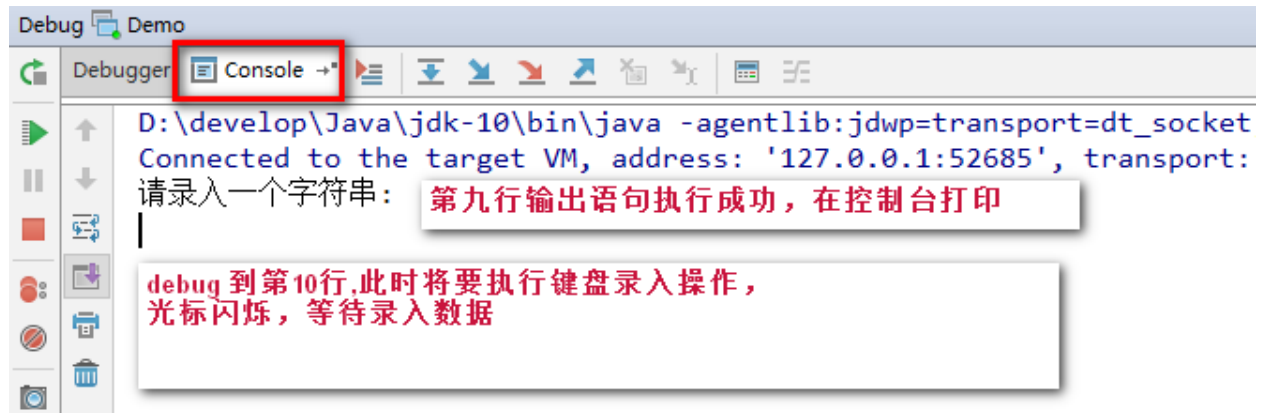 Debug Demo
Debugger Console
D:\develop\Java\jdk-10\bin\java -agentlib:jdwp=transport=dt_socket
Connected to the target VM, address: '127.0.0.1:52685', transport:
请录入一个字符串:
第九行输出语句执行成功，在控制台打印
debug 到第10行,此时将要执行键盘录入操作，
光标闪烁，等待录入数据